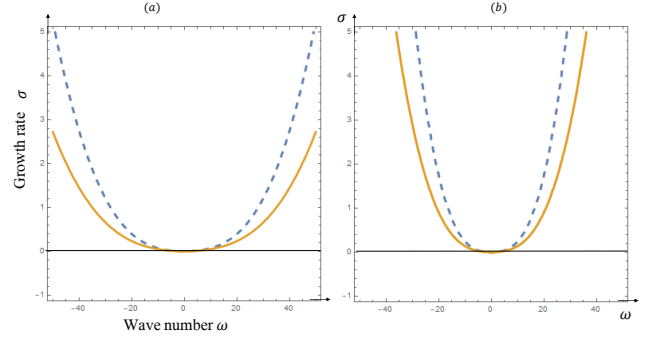 (a) (b)
σ
5 5
4 4
3 3
2 2
1 1
0 0
−1 −1
Growth rate σ
−40 −20 0 20 40 −40 −20 0 20 40
Wave number ω ω